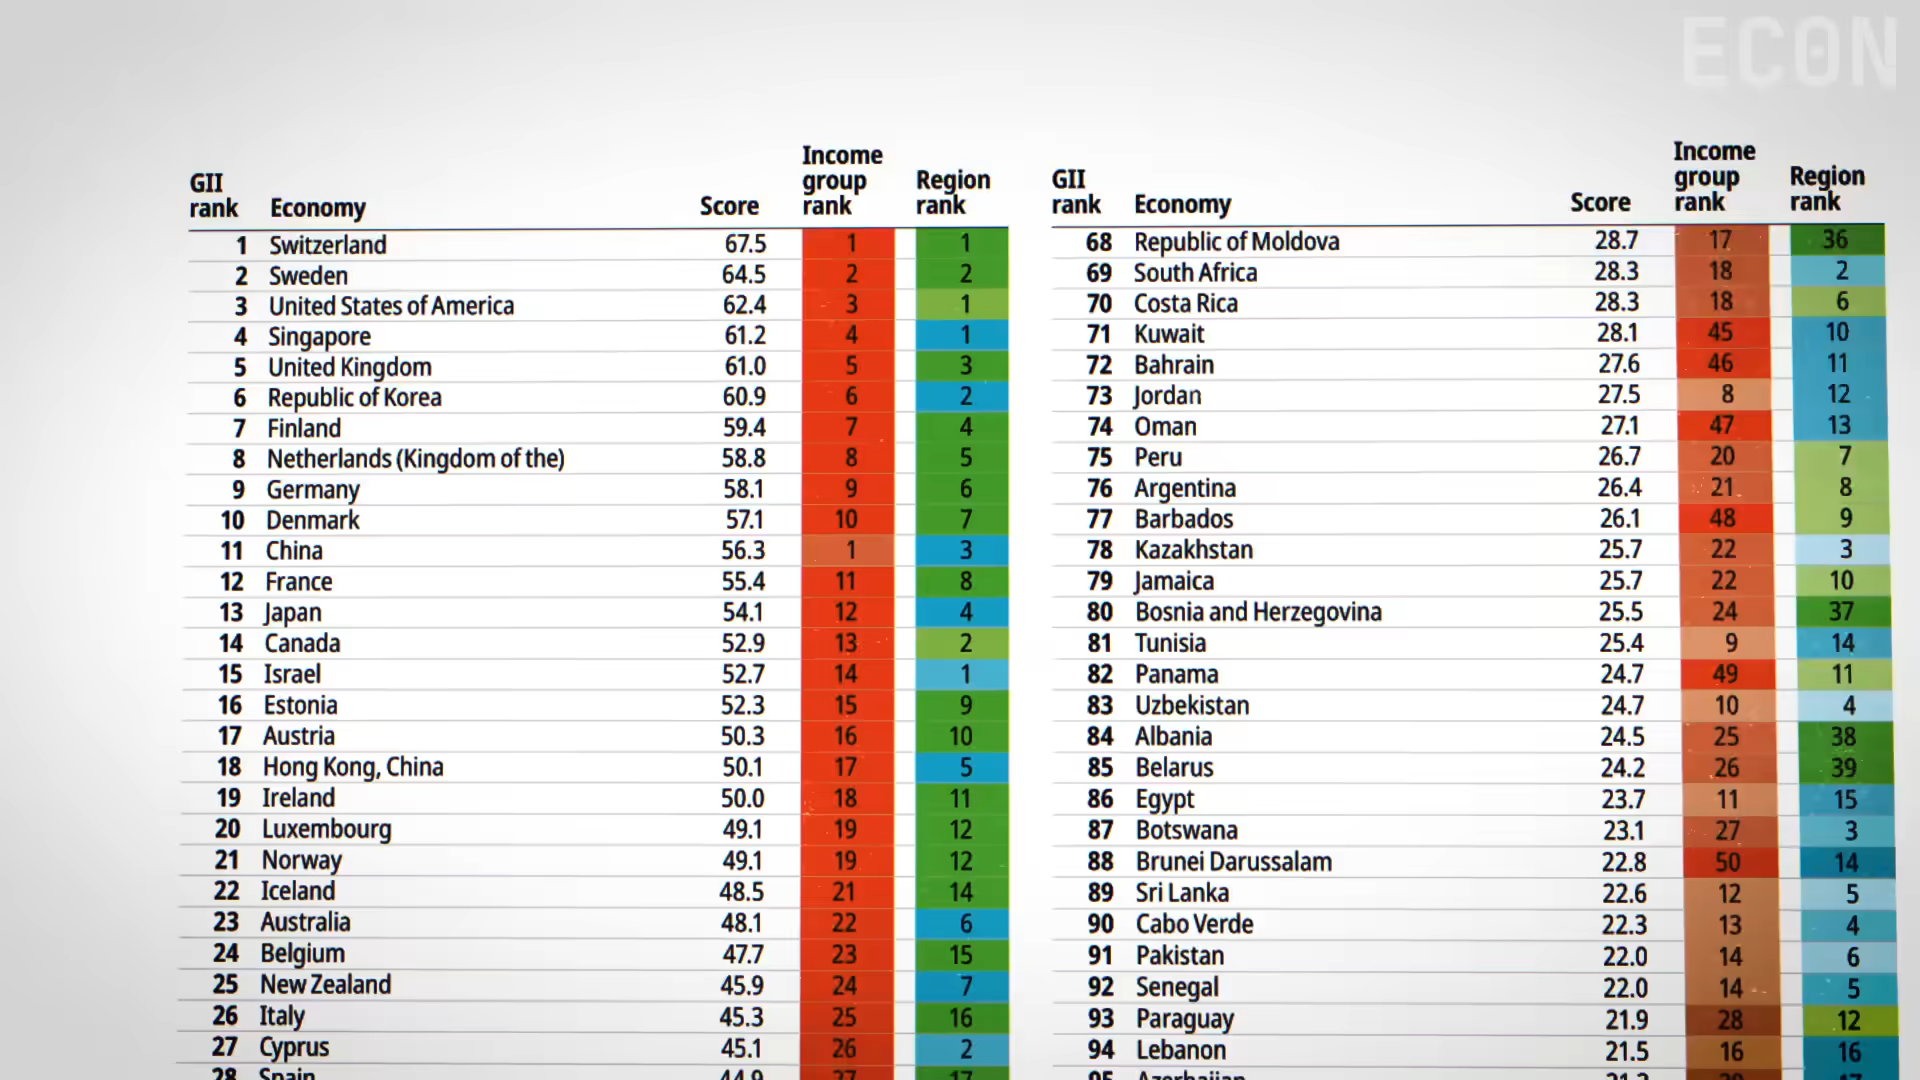 ECON
GII rank Economy Score Income group rank Region rank
1 Switzerland 67.5 1 1
2 Sweden 64.5 2 2
3 United States of America 62.4 3 1
4 Singapore 61.2 4 1
5 United Kingdom 61.0 5 3
6 Republic of Korea 60.9 6 2
7 Finland 59.4 7 4
8 Netherlands (Kingdom of the) 58.8 8 5
9 Germany 58.1 9 6
10 Denmark 57.1 10 7
11 China 56.3 1 3
12 France 55.4 11 8
13 Japan 54.1 12 4
14 Canada 52.9 13 2
15 Israel 52.7 14 1
16 Estonia 52.3 15 9
17 Austria 50.3 16 10
18 Hong Kong, China 50.1 17 5
19 Ireland 50.0 18 11
20 Luxembourg 49.1 19 12
21 Norway 49.1 19 12
22 Iceland 48.5 21 14
23 Australia 48.1 22 6
24 Belgium 47.7 23 15
25 New Zealand 45.9 24 7
26 Italy 45.3 25 16
27 Cyprus 45.1 26 2
28 Spain 44.9 27 17
GII rank Economy Score Income group rank Region rank
68 Republic of Moldova 28.7 17 36
69 South Africa 28.3 18 2
70 Costa Rica 28.3 18 6
71 Kuwait 28.1 45 10
72 Bahrain 27.6 46 11
73 Jordan 27.5 8 12
74 Oman 27.1 47 13
75 Peru 26.7 20 7
76 Argentina 26.4 21 8
77 Barbados 26.1 48 9
78 Kazakhstan 25.7 22 3
79 Jamaica 25.7 22 10
80 Bosnia and Herzegovina 25.5 24 37
81 Tunisia 25.4 9 14
82 Panama 24.7 49 11
83 Uzbekistan 24.7 10 4
84 Albania 24.5 25 38
85 Belarus 24.2 26 39
86 Egypt 23.7 11 15
87 Botswana 23.1 27 3
88 Brunei Darussalam 22.8 50 14
89 Sri Lanka 22.6 12 5
90 Cabo Verde 22.3 13 4
91 Pakistan 22.0 14 6
92 Senegal 22.0 14 5
93 Paraguay 21.9 28 12
94 Lebanon 21.5 16 16
95 Azerbaijan